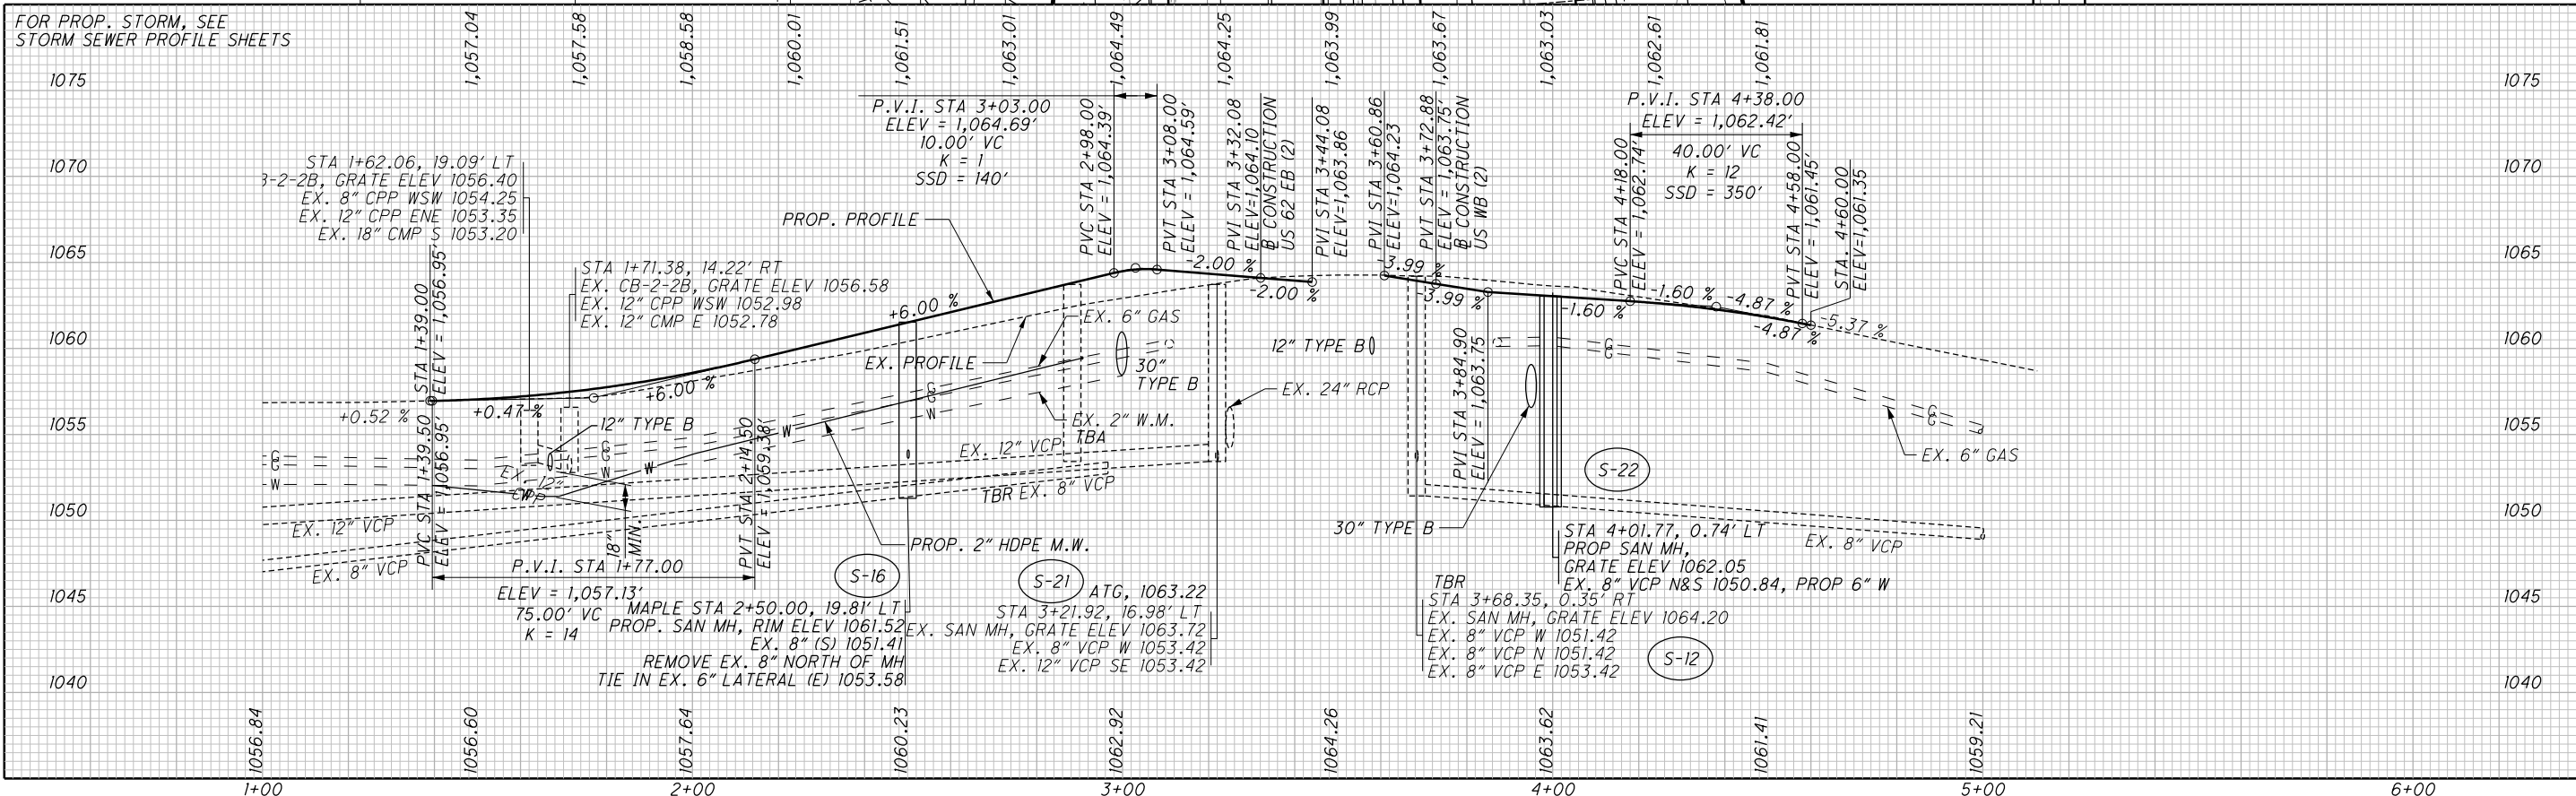 FOR PROP. STORM, SEE
STORM SEWER PROFILE SHEETS
1,057.04
1,057.58
1,058.58
1,060.01
1,061.51
1,063.01
1,064.49
1,064.25
1,063.99
1,063.67
1,063.03
1,062.61
1,061.81
1075
1070
1065
1060
1055
1050
1045
1040
1075
1070
1065
1060
1055
1050
1045
1040
STA 1+62.06, 19.09' LT
3-2-2B, GRATE ELEV 1056.40
EX. 8" CPP WSW 1054.25
EX. 12" CPP ENE 1053.35
EX. 18" CMP S 1053.20
STA 1+71.38, 14.22' RT
EX. CB-2-2B, GRATE ELEV 1056.58
EX. 12" CPP WSW 1052.98
EX. 12" CMP E 1052.78
PVC STA 1+39.00
ELEV = 1,056.95'
+0.52 %
+0.47 %
+6.00 %
+6.00 %
PVC STA 1+39.50
ELEV = 1,056.95'
PVT STA 2+14.50
ELEV = 1,059.38'
P.V.I. STA 1+77.00
ELEV = 1,057.13'
75.00' VC
K = 14
12" TYPE B
EX. 12"
18"
MIN.
G
G
W
G
G
W
W
W
G
G
W
EX. 12" VCP
EX. 8" VCP
EX. 12" VCP
TBR EX. 8" VCP
TBA
PROP. PROFILE
EX. PROFILE
EX. 6" GAS
EX. 2" W.M.
PROP. 2" HDPE M.W.
30"
TYPE B
EX. 24" RCP
12" TYPE B
P.V.I. STA 3+03.00
ELEV = 1,064.69'
10.00' VC
K = 1
SSD = 140'
PVC STA 2+98.00
ELEV = 1,064.39'
PVT STA 3+08.00
ELEV = 1,064.59'
PVI STA 3+32.08
ELEV=1,064.10
B CONSTRUCTION
US 62 EB (2)
PVI STA 3+44.08
ELEV=1,063.86
PVI STA 3+60.86
ELEV=1,064.23
PVT STA 3+72.88
ELEV = 1,063.75'
B CONSTRUCTION
US WB (2)
-2.00 %
-2.00 %
-3.99 %
-3.99 %
PVI STA 3+84.90
ELEV = 1,063.75
P.V.I. STA 4+38.00
ELEV = 1,062.42'
40.00' VC
K = 12
SSD = 350'
PVC STA 4+18.00
ELEV = 1,062.74'
PVT STA 4+58.00
ELEV = 1,061.45'
STA. 4+60.00
ELEV=1,061.35
-1.60 %
-1.60 %
-4.87 %
-4.87 %
-5.37 %
G
G
G
G
EX. 6" GAS
30" TYPE B
EX. 8" VCP
S-16
MAPLE STA 2+50.00, 19.81' LT
PROP. SAN MH, RIM ELEV 1061.52
EX. 8" (S) 1051.41
REMOVE EX. 8" NORTH OF MH
TIE IN EX. 6" LATERAL (E) 1053.58
S-21
ATG, 1063.22
STA 3+21.92, 16.98' LT
EX. SAN MH, GRATE ELEV 1063.72
EX. 8" VCP W 1053.42
EX. 12" VCP SE 1053.42
TBR
STA 3+68.35, 0.35' RT
EX. SAN MH, GRATE ELEV 1064.20
EX. 8" VCP W 1051.42
EX. 8" VCP N 1051.42
EX. 8" VCP E 1053.42
S-12
S-22
STA 4+01.77, 0.74' LT
PROP SAN MH,
GRATE ELEV 1062.05
EX. 8" VCP N&S 1050.84, PROP 6" W
1056.84
1056.60
1057.64
1060.23
1062.92
1064.26
1063.62
1061.41
1059.21
1+00
2+00
3+00
4+00
5+00
6+00